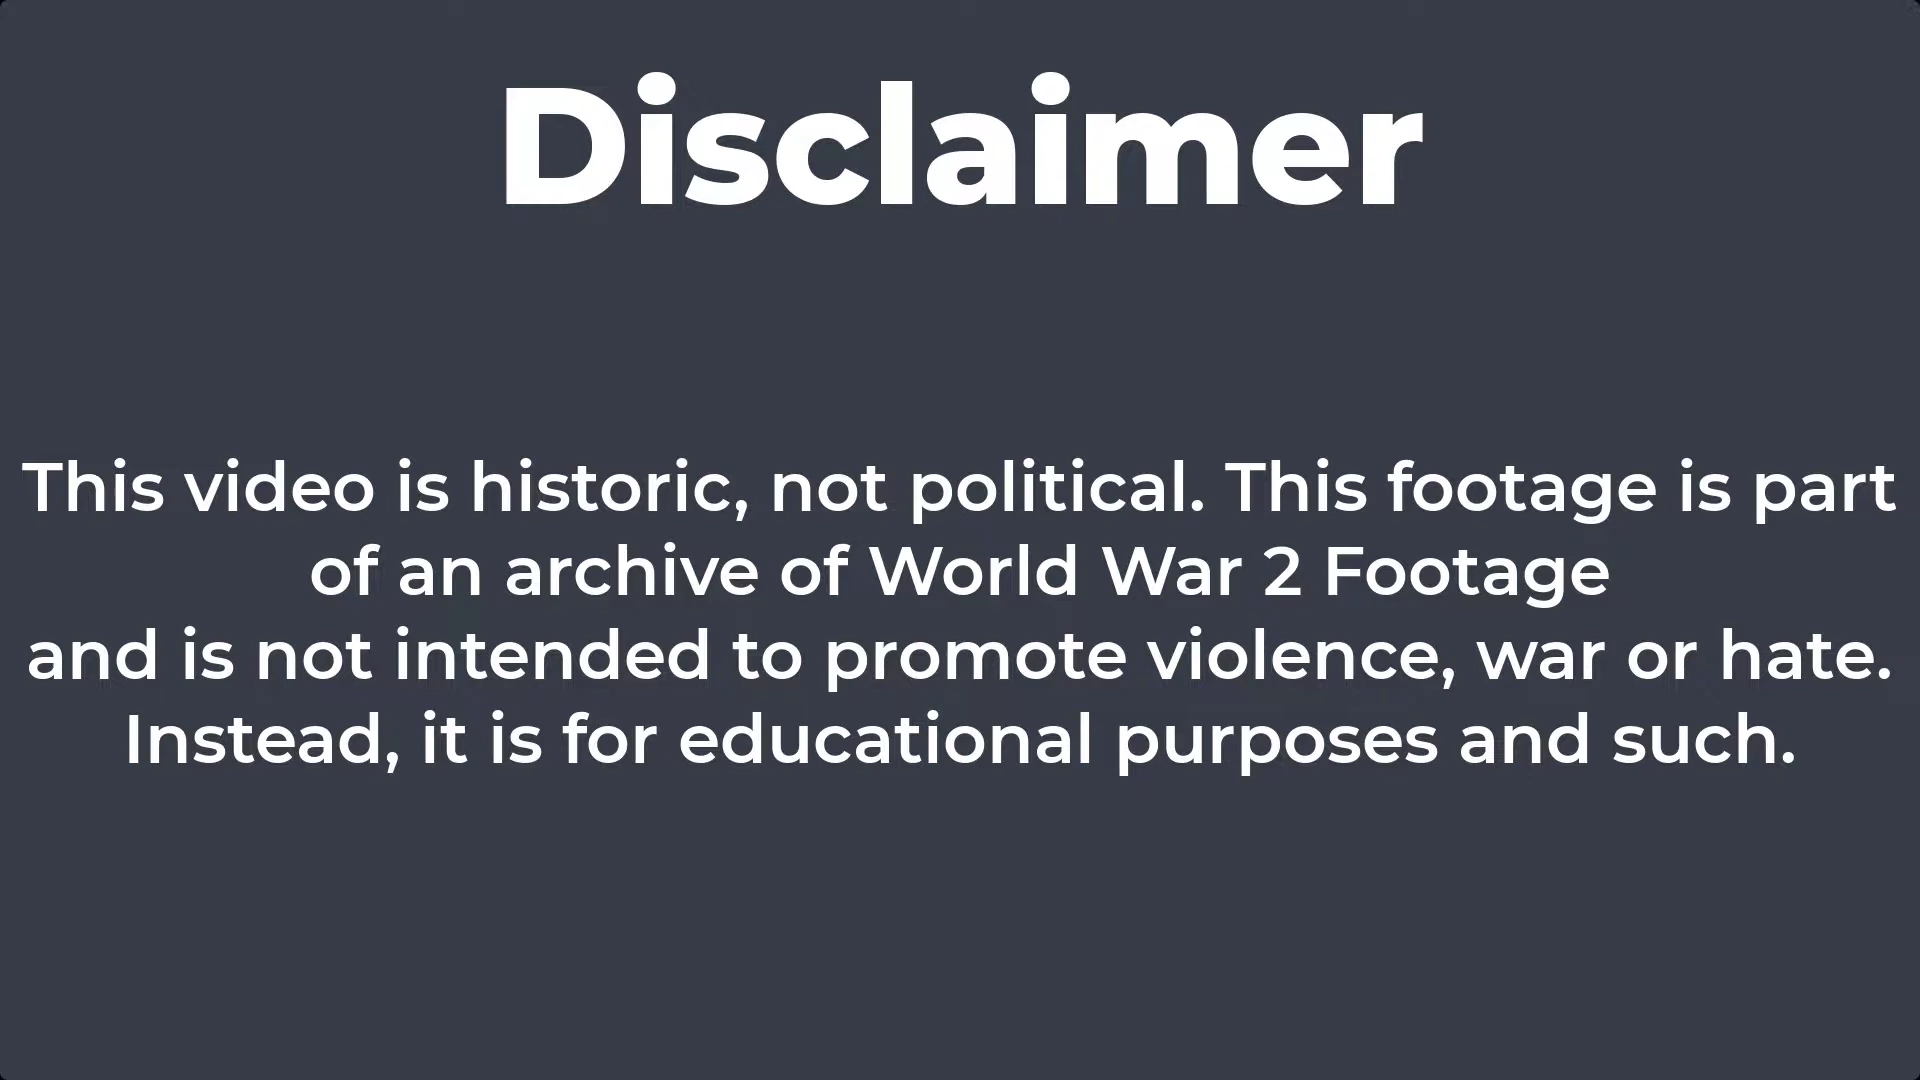 Disclaimer
This video is historic, not political. This footage is part
of an archive of World War 2 Footage
and is not intended to promote violence, war or hate.
Instead, it is for educational purposes and such.